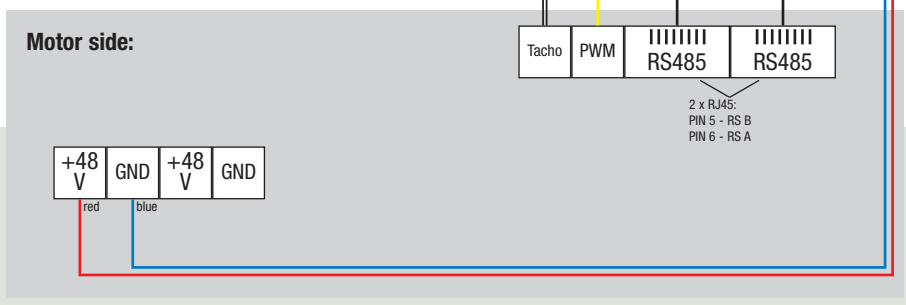 Motor side:
Tacho
PWM
RS485
RS485
2 x RJ45:
PIN 5 - RS B
PIN 6 - RS A
+48
V
GND
+48
V
GND
red
blue